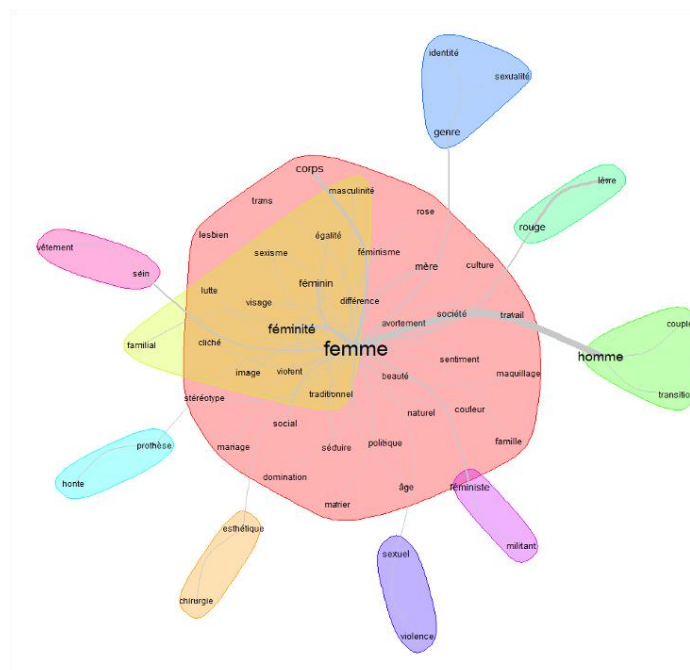 identité
sexualité
genre
corps
lèvre
masculinité
trans
rose
rouge
lesbien
égalité
vêtement
sexisme
féminisme
sein
mère
culture
féminin
lutte
visage
différence
société
travail
avortement
couple
féminité
familial
cliché
femme
homme
sentiment
image
violent
beauté
maquillage
traditionnel
transition
stéréotype
naturel
couleur
social
mariage
prothèse
séduire
politique
famille
domination
honte
âge
féministe
marier
esthétique
militant
sexuel
chirurgie
violence